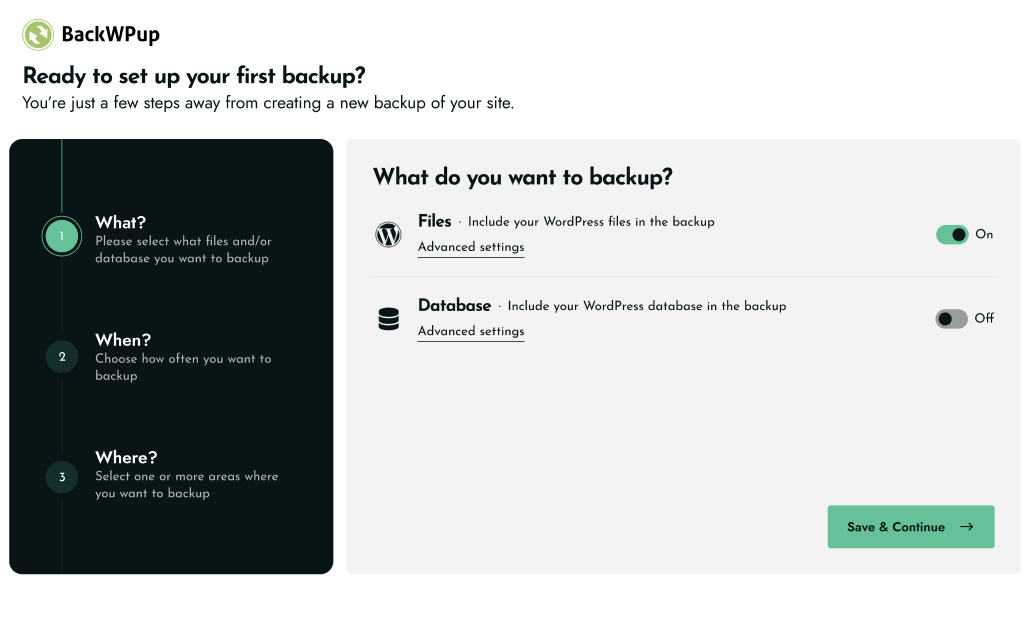 BackWPup
Ready to set up your first backup?
You're just a few steps away from creating a new backup of your site.
1
What?
Please select what files and/or
database you want to backup
2
When?
Choose how often you want to
backup
3
Where?
Select one or more areas where
you want to backup
What do you want to backup?
Files · Include your WordPress files in the backup
Advanced settings
On
Database · Include your WordPress database in the backup
Advanced settings
Off
Save & Continue →